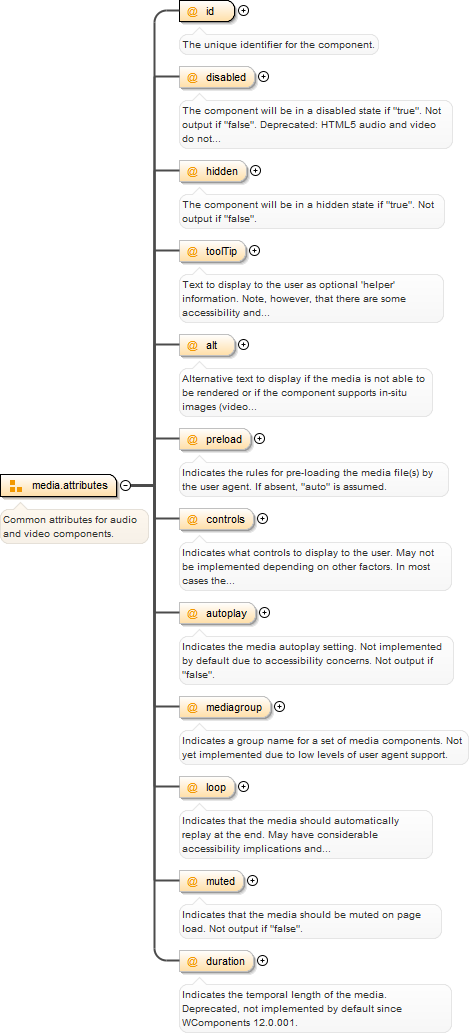 @ id
The unique identifier for the component.
@ disabled
The component will be in a disabled state if "true". Not
output if "false". Deprecated: HTML5 audio and video
do not...
@ hidden
The component will be in a hidden state if "true". Not
output if "false".
@ toolTip
Text to display to the user as optional 'helper'
information. Note, however, that there are some
accessibility and...
@ alt
Alternative text to display if the media is not able to
be rendered or if the component supports in-situ
images (video...
@ preload
Indicates the rules for pre-loading the media file(s) by
the user agent. If absent, "auto" is assumed.
media.attributes
Common attributes for audio
and video components.
@ controls
Indicates what controls to display to the user. May not
be implemented depending on other factors. In most
cases the...
@ autoplay
Indicates the media autoplay setting. Not implemented
by default due to accessibility concerns. Not output if
"false".
@ mediagroup
Indicates a group name for a set of media components. Not
yet implemented due to low levels of user agent support.
@ loop
Indicates that the media should automatically
replay at the end. May have considerable
accessibility implications and...
@ muted
Indicates that the media should be muted on page
load. Not output if "false".
@ duration
Indicates the temporal length of the media.
Deprecated, not implemented by default since
WComponents 12.0.001.